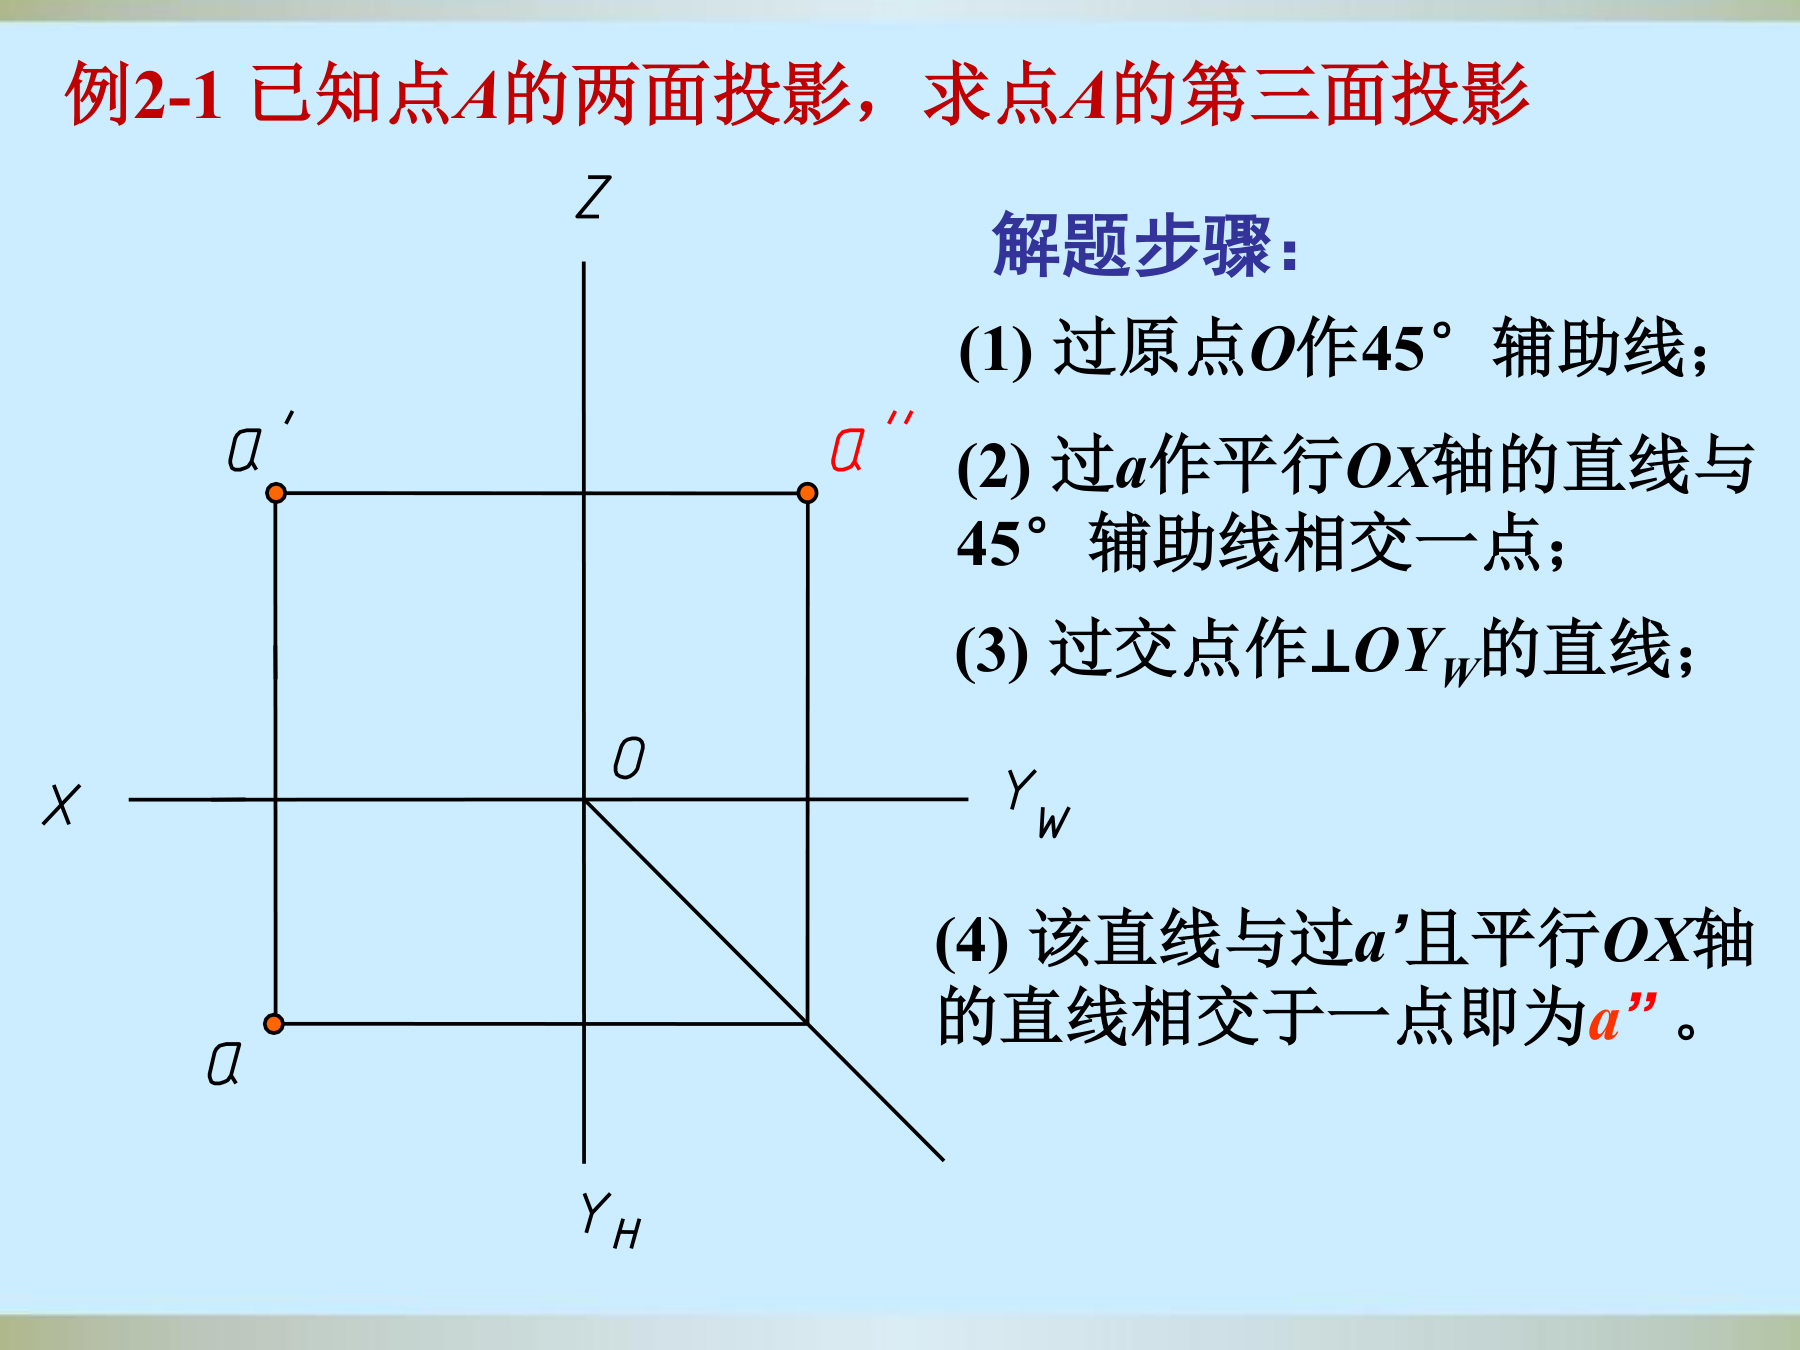 例2-1 已知点A的两面投影，求点A的第三面投影
Z
解题步骤：
(1) 过原点O作45°辅助线；
a′
a″
(2) 过a作平行OX轴的直线与
45°辅助线相交一点；
(3) 过交点作⊥OYW的直线；
O
X
YW
(4) 该直线与过a’且平行OX轴
的直线相交于一点即为a”。
a
YH